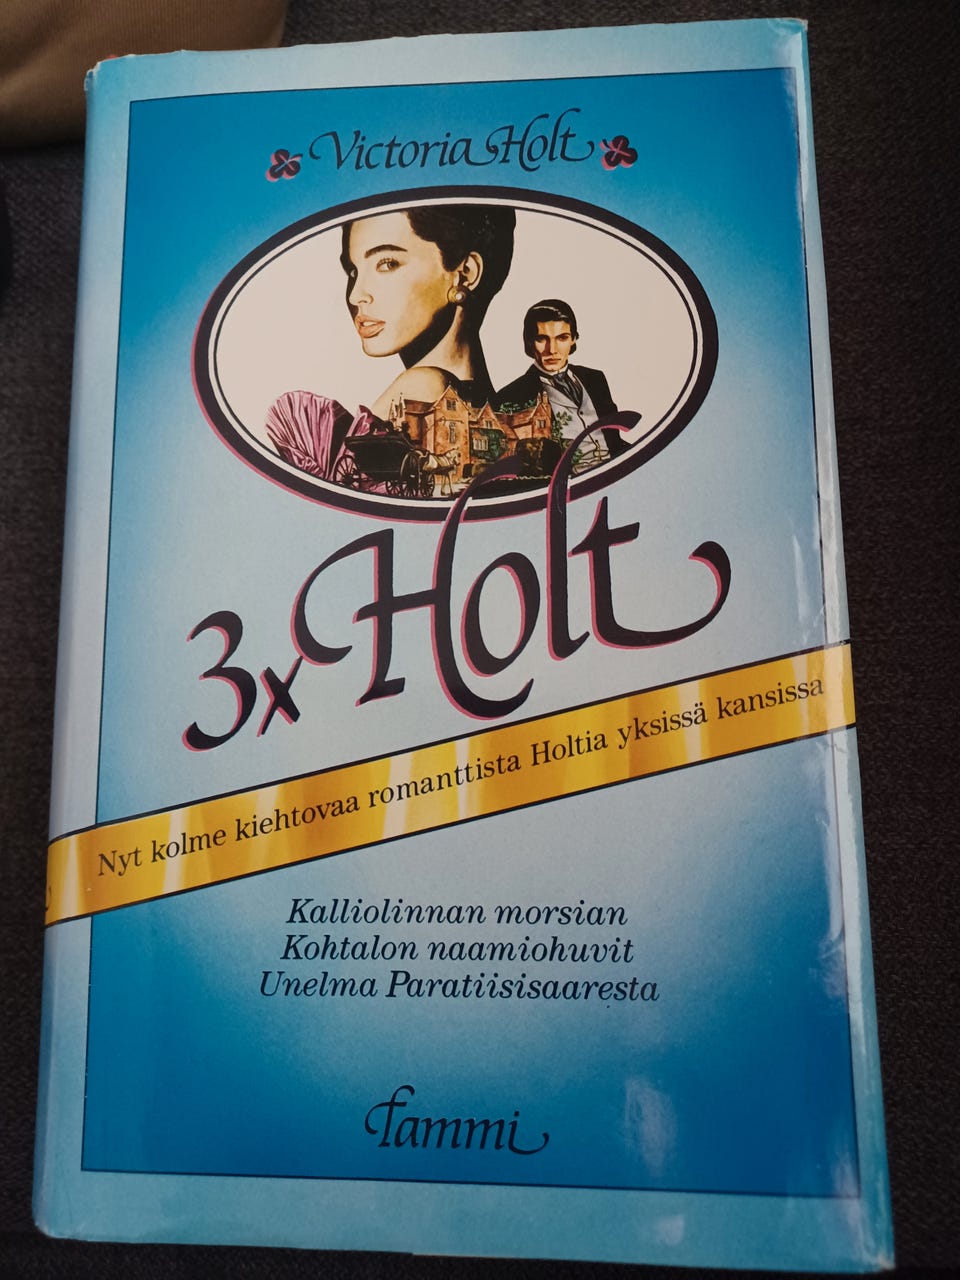 Victoria Holt
3x Holt
Nyt kolme kiehtovaa romanttista Holtia yksissä kansissa
Kalliolinnan morsian
Kohtalon naamiohuvit
Unelma Paratiisisaaresta
tammi